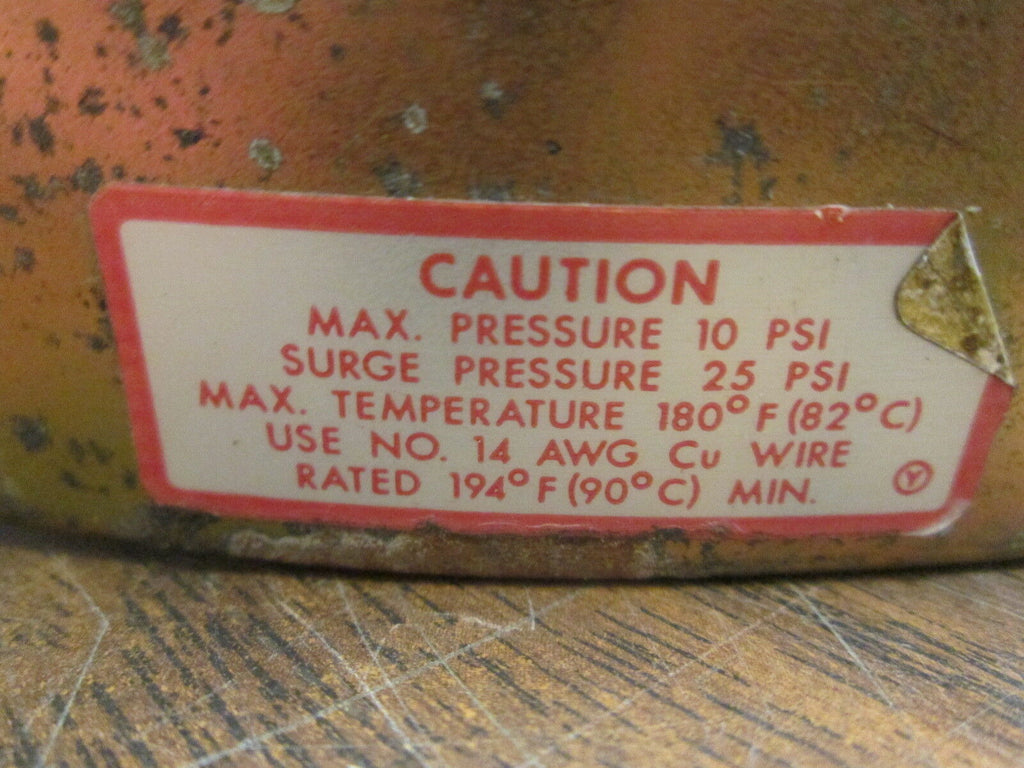 CAUTION
MAX. PRESSURE 10 PSI
SURGE PRESSURE 25 PSI
MAX. TEMPERATURE 180° F (82° C)
USE NO. 14 AWG Cu WIRE
RATED 194° F (90° C) MIN.
Y